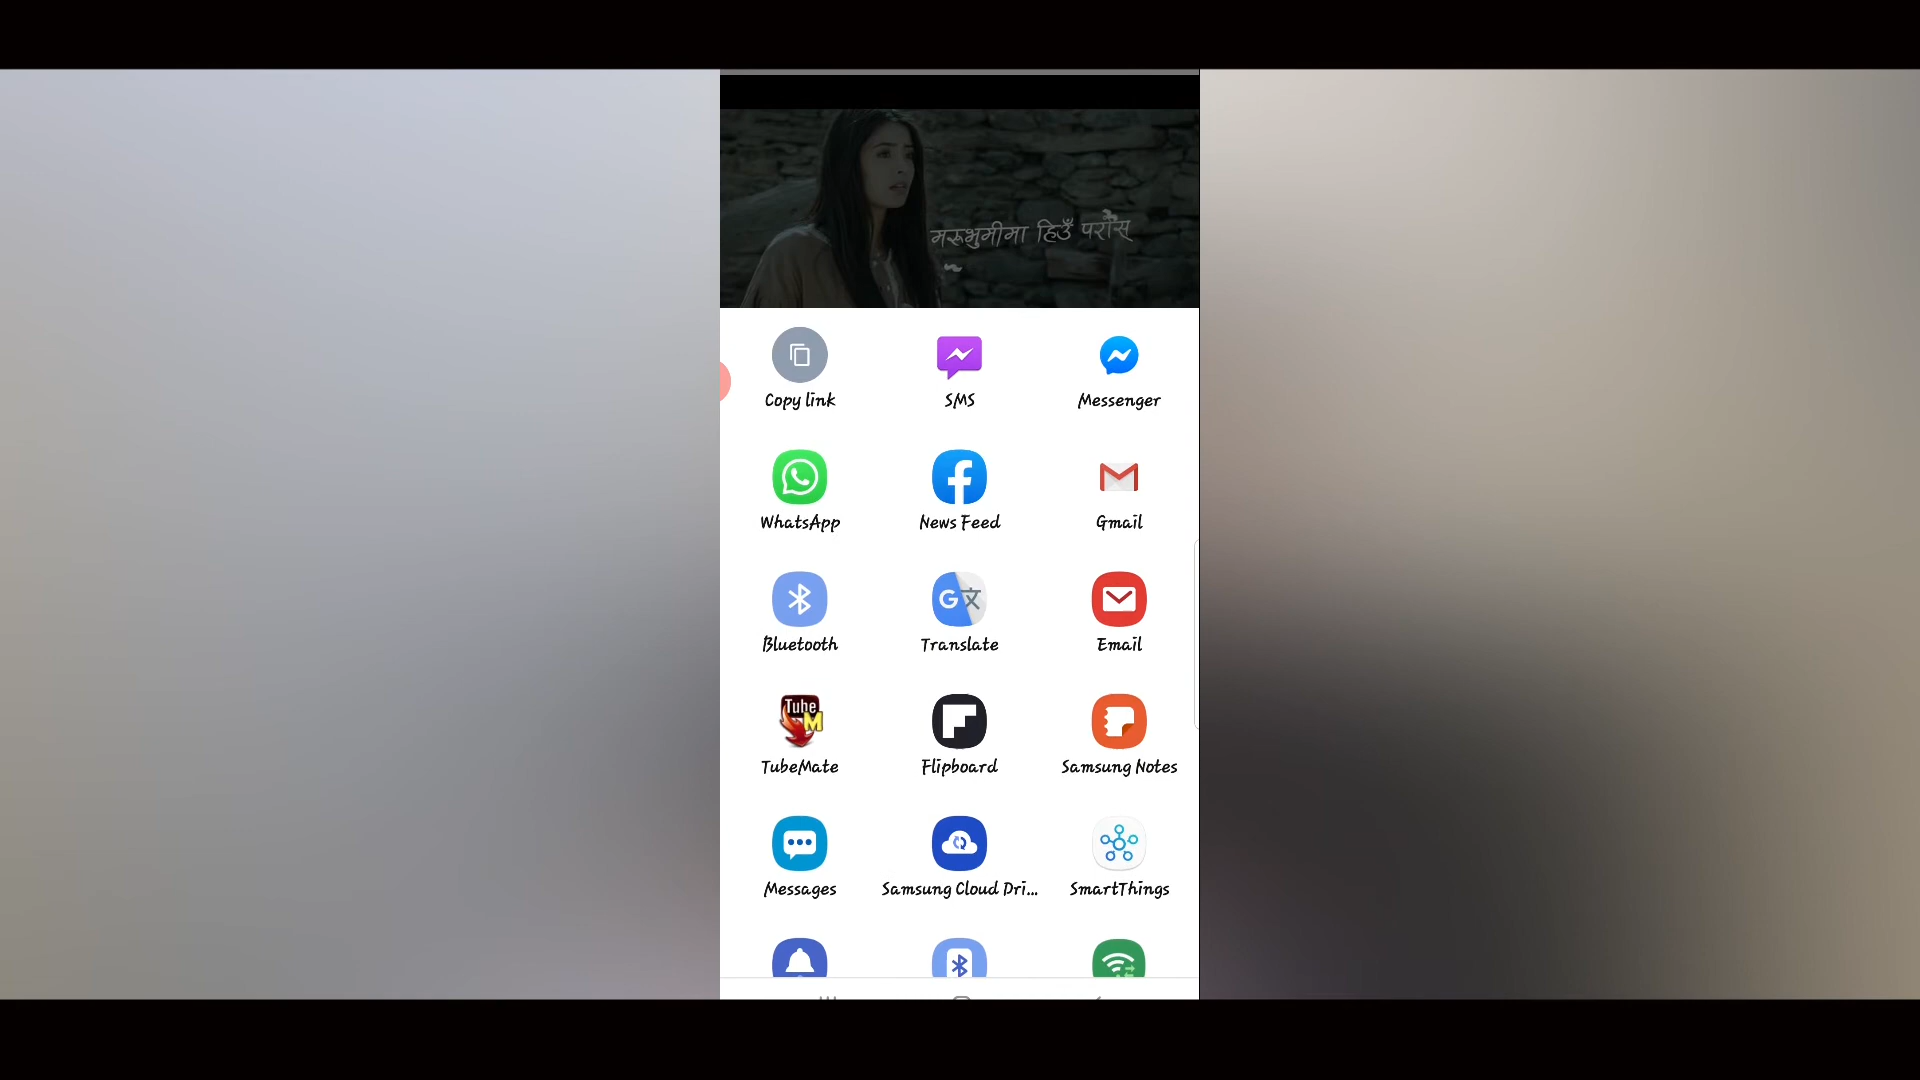 मरूभुमीमा हिउँ परोस्
Copy link
SMS
Messenger
WhatsApp
News Feed
Gmail
Bluetooth
Translate
Email
Tube
M
TubeMate
Flipboard
Samsung Notes
Messages
Samsung Cloud Dri...
SmartThings